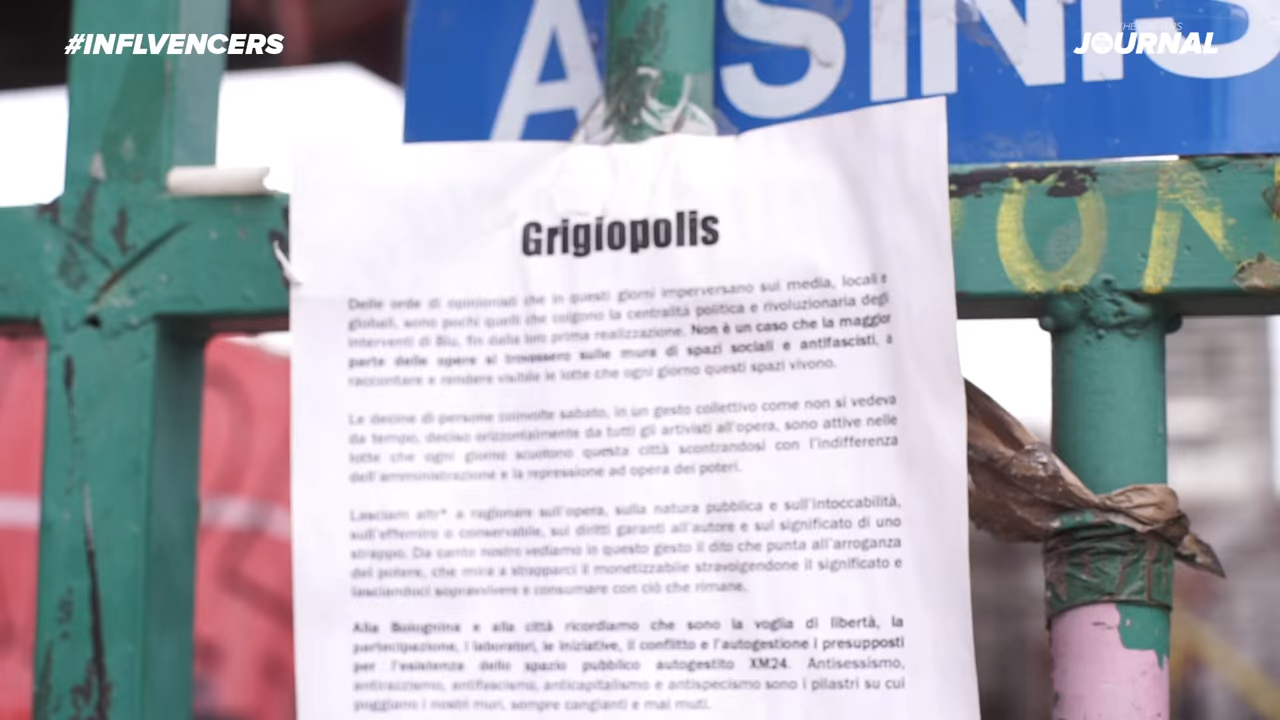 #INFLVENCERS
JOURNAL
A SINIS
ON
Grigiopolis
Delle orde di opinionisti che in questi giorni imperversano sui media, locali e
globali, sono pochi quelli che colgono la centralità politica e rivoluzionaria degli
interventi di Blu, fin dalla loro prima realizzazione. Non è un caso che la maggior
parte delle opere si trovassero sulle mura di spazi sociali e antifascisti, a
raccontare e rendere visibile le lotte che ogni giorno questi spazi vivono.
Le decine di persone coinvolte sabato, in un gesto collettivo come non si vedeva
da tempo, deciso orizzontalmente da tutti gli artivisti all'opera, sono attive nelle
lotte che ogni giorno scuotono questa città scontrandosi con l'indifferenza
dell'amministrazione e la repressione ad opera dei poteri.
Lasciam altr* a ragionare sull'opera, sulla natura pubblica e sull'intoccabilità,
sull'effemino o conservabile, sui diritti garanti all'autore e sul significato di uno
strappo. Da canto nostro vediamo in questo gesto il dito che punta all'arroganza
del potere, che mira a strapparci il monetizzabile stravolgendone il significato e
lasciandoci sopravvivere e consumare con ciò che rimane.
Alla Bolognina e alla città ricordiamo che sono la voglia di libertà, la
partecipazione, i laboratori, le iniziative, il conflitto e l'autogestione i presupposti
per l'esistenza dello spazio pubblico autogestito XM24. Antisessismo,
antirazzismo, antifascismo, anticapitalismo e antispecismo sono i pilastri su cui
poggiano i nostri muri, sempre cangianti e mai muti.